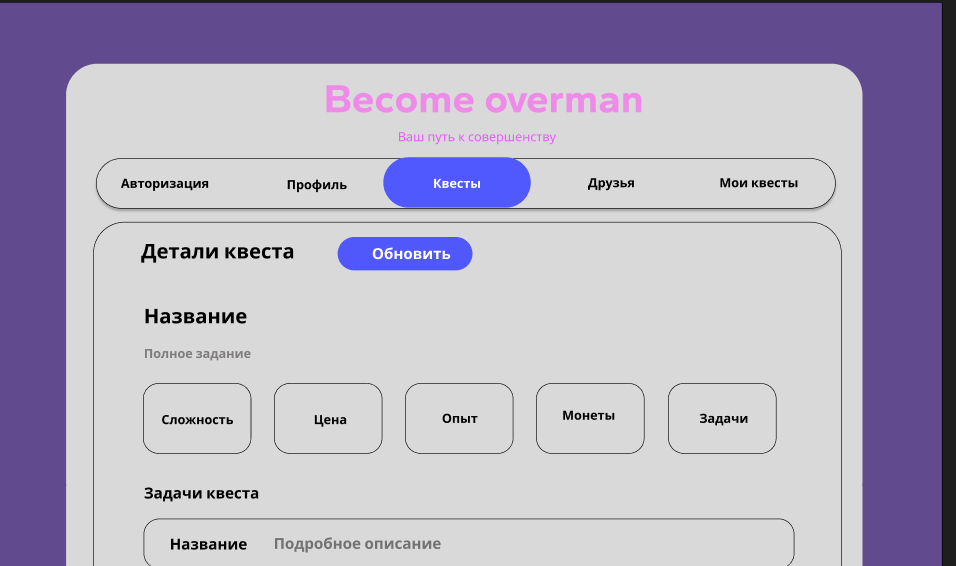 Become overman
Ваш путь к совершенству
Авторизация Профиль Квесты Друзья Мои квесты
Детали квеста Обновить
Название
Полное задание
Сложность Цена Опыт Монеты Задачи
Задачи квеста
Название Подробное описание